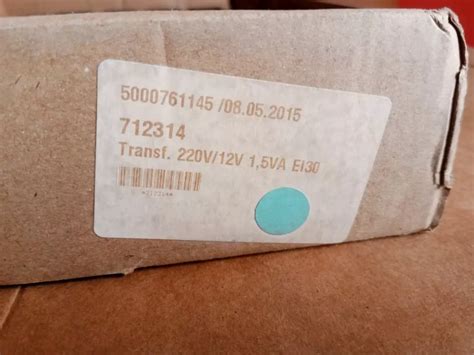 5000761145 /08.05.2015
712314
Transf. 220V/12V 1,5VA EI30